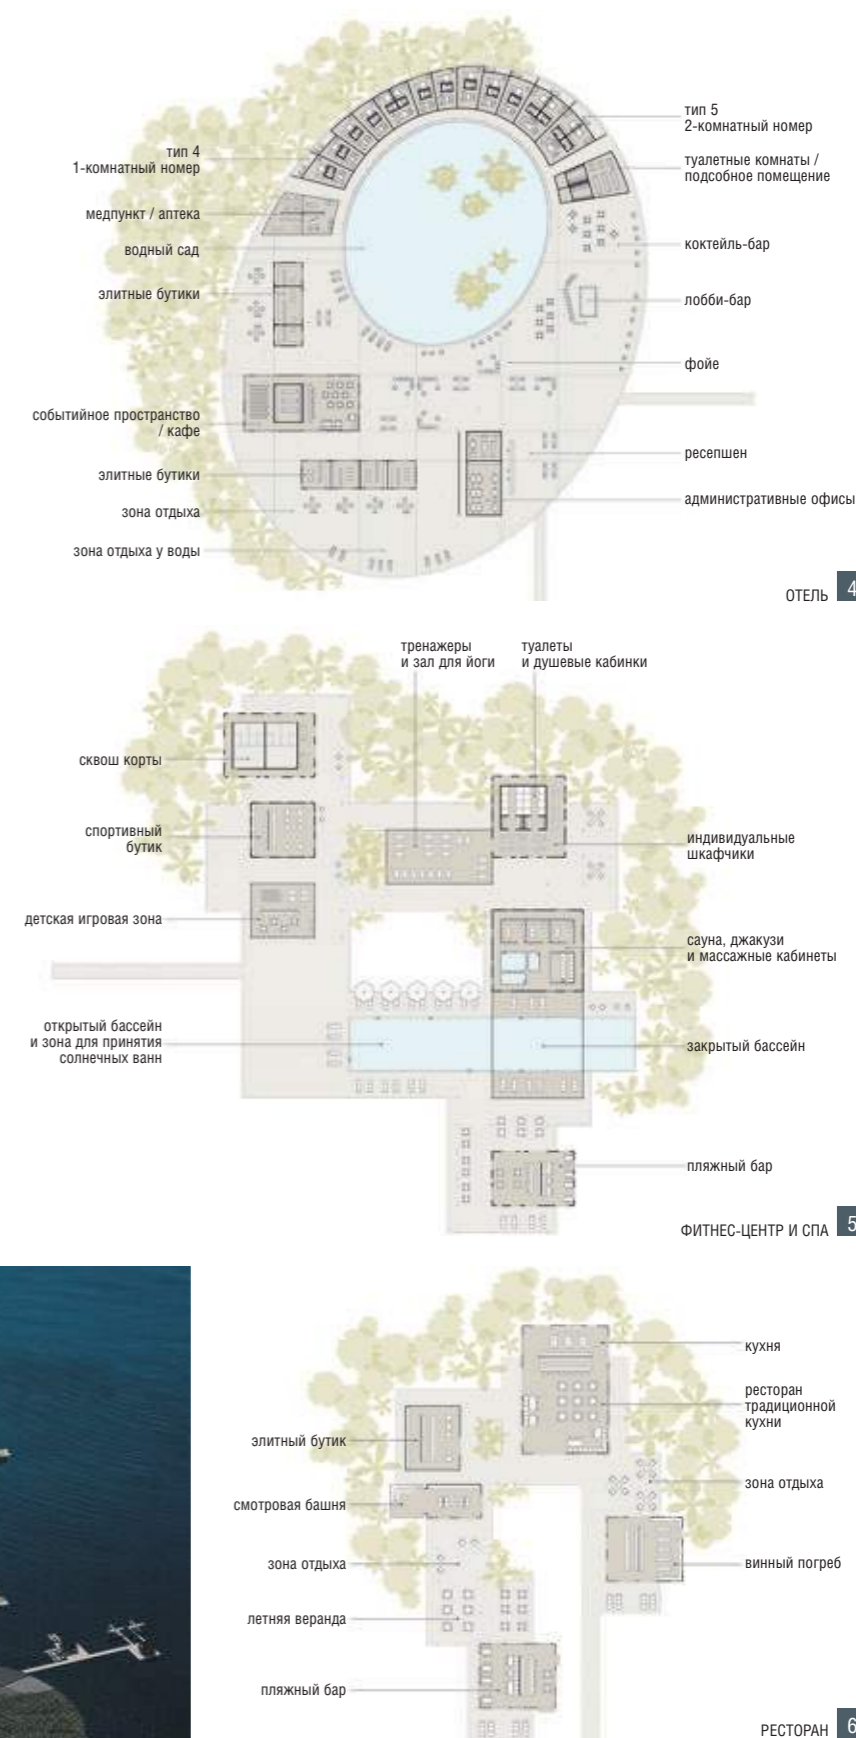 тип 5
2-комнатный номер
тип 4
1-комнатный номер
туалетные комнаты /
подсобное помещение
медпункт / аптека
водный сад
коктейль-бар
элитные бутики
лобби-бар
фойе
событийное пространство
/ кафе
ресепшен
элитные бутики
административные офисы
зона отдыха
зона отдыха у воды
ОТЕЛЬ 4
тренажеры
и зал для йоги
туалеты
и душевые кабинки
сквош корты
спортивный
бутик
индивидуальные
шкафчики
детская игровая зона
сауна, джакузи
и массажные кабинеты
открытый бассейн
и зона для принятия
солнечных ванн
закрытый бассейн
пляжный бар
ФИТНЕС-ЦЕНТР И СПА 5
кухня
ресторан
традиционной
кухни
элитный бутик
зона отдыха
смотровая башня
зона отдыха
винный погреб
летняя веранда
пляжный бар
РЕСТОРАН 6